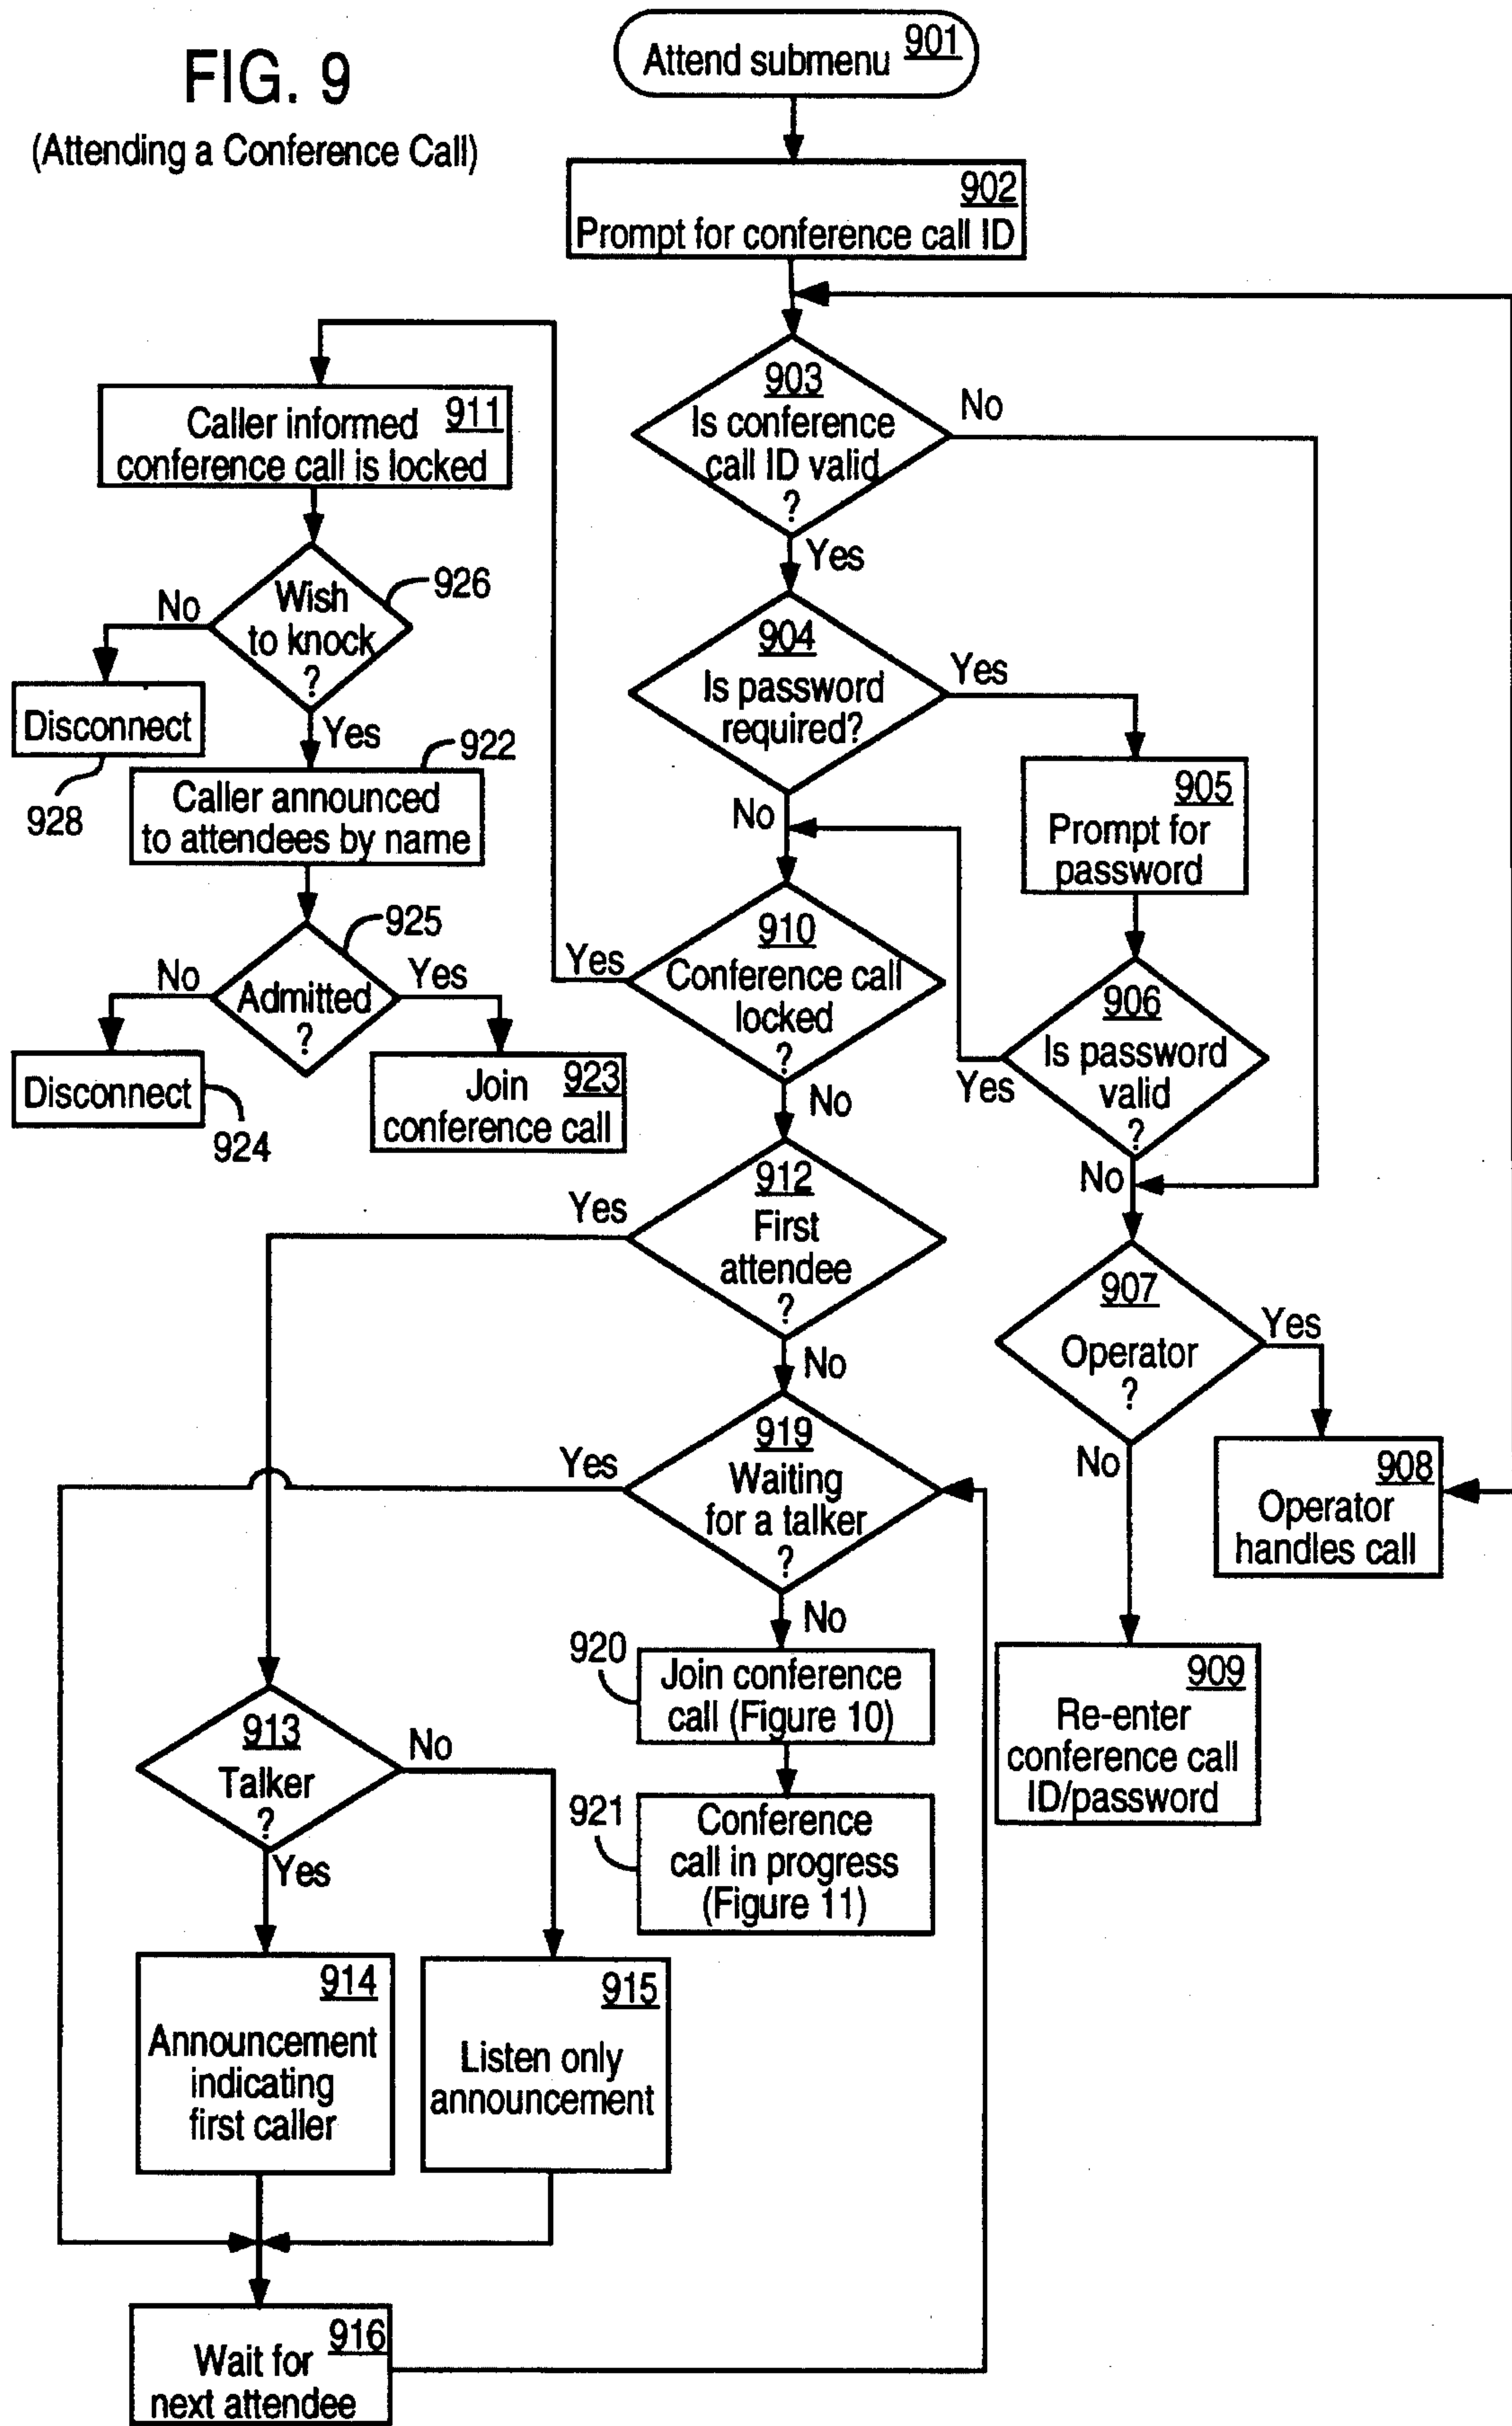 FIG. 9
(Attending a Conference Call)
Attend submenu 901
902
Prompt for conference call ID
903
Is conference
call ID valid
?
No
Yes
911
Caller informed
conference call is locked
Wish
to knock
?
926
No
Yes
Disconnect
928
922
Caller announced
to attendees by name
925
Admitted
?
No
Yes
Disconnect
924
Join 923
conference call
904
Is password
required?
Yes
No
905
Prompt for
password
906
Is password
valid
?
Yes
No
910
Conference call
locked
?
Yes
No
912
First
attendee
?
Yes
No
907
Operator
?
Yes
No
908
Operator
handles call
909
Re-enter
conference call
ID/password
919
Waiting
for a talker
?
Yes
No
920
Join conference
call (Figure 10)
921
Conference
call in progress
(Figure 11)
913
Talker
?
No
Yes
914
Announcement
indicating
first caller
915
Listen only
announcement
916
Wait for
next attendee